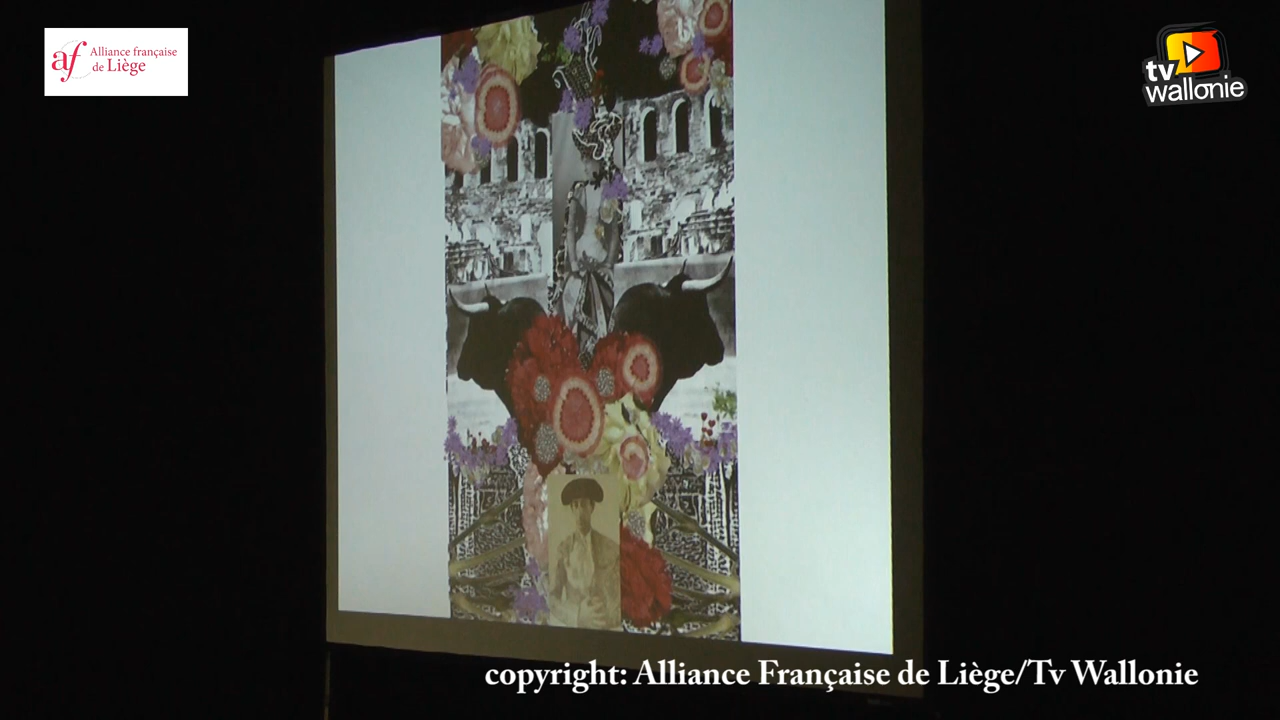 af Alliance française
de Liège
tv
wallonie
copyright: Alliance Française de Liège/Tv Wallonie